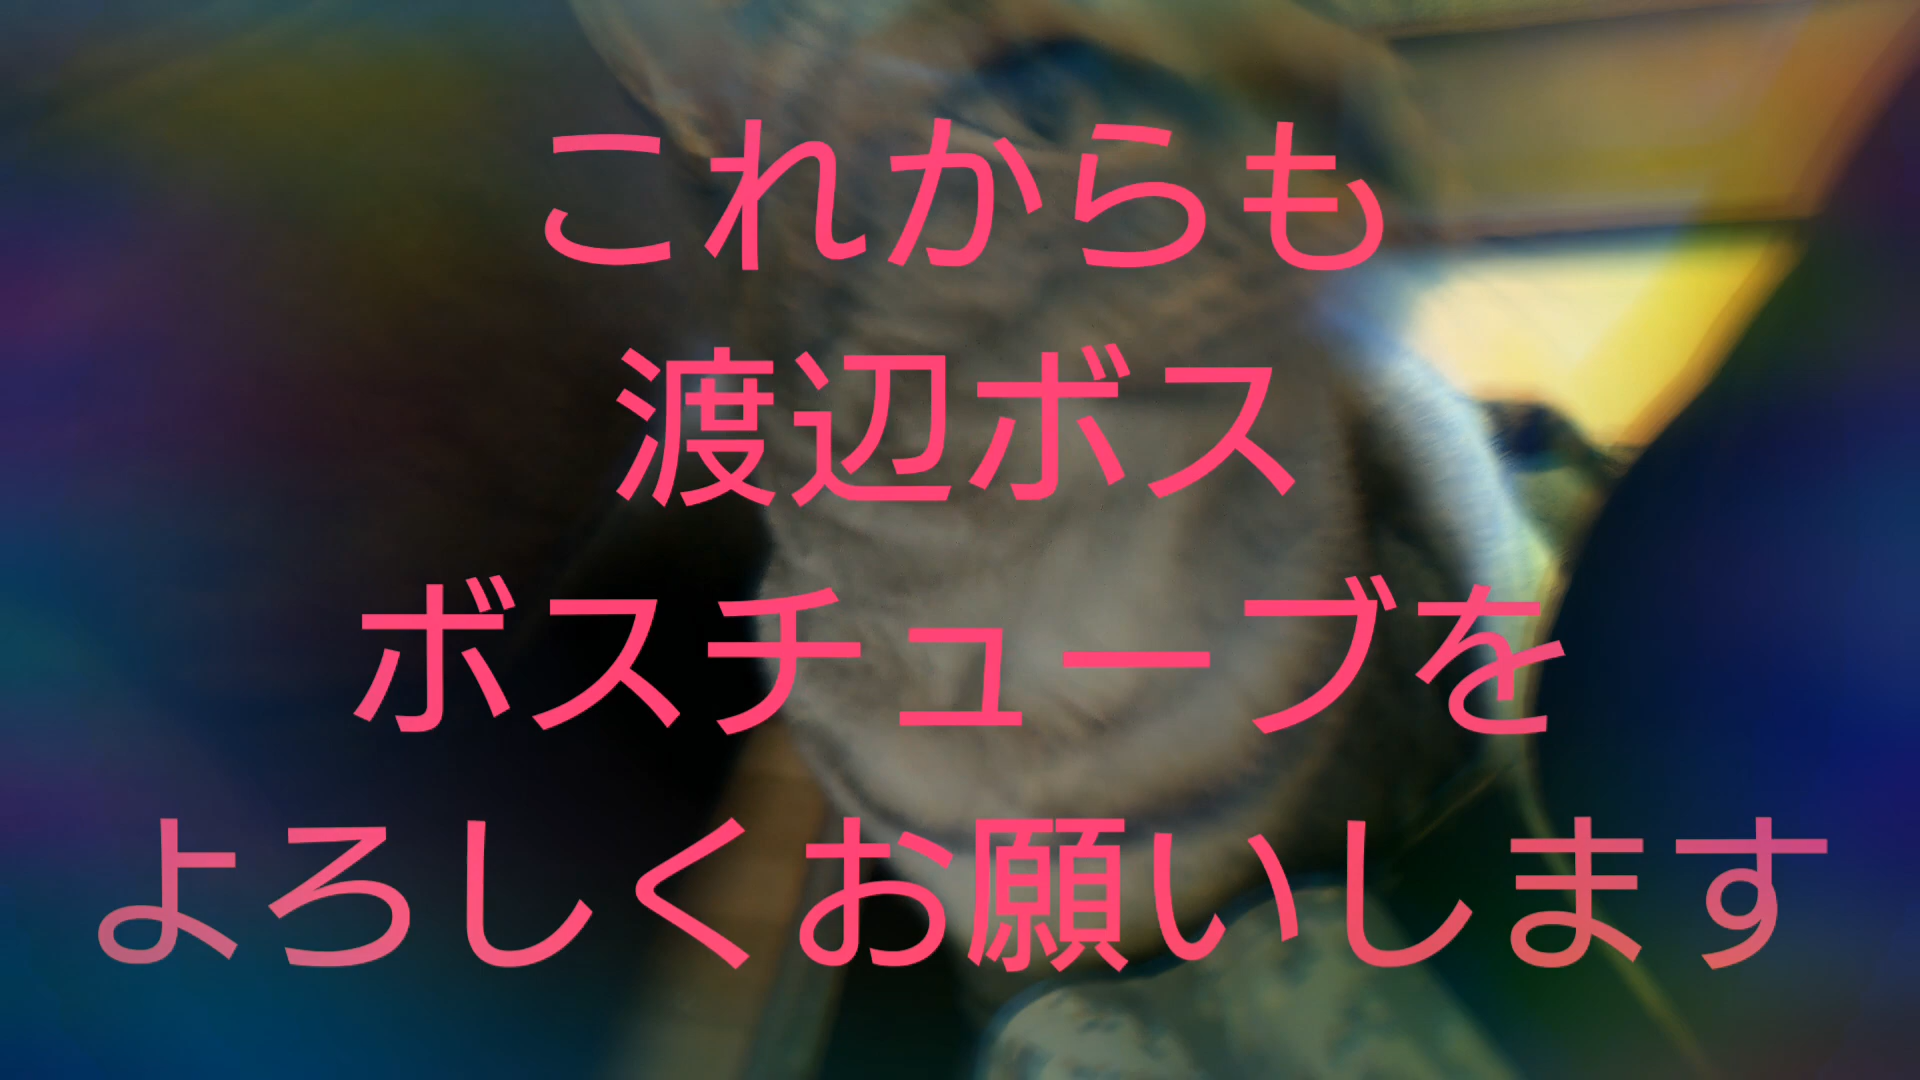 これからも
渡辺ボス
ボスチューブを
よろしくお願いします